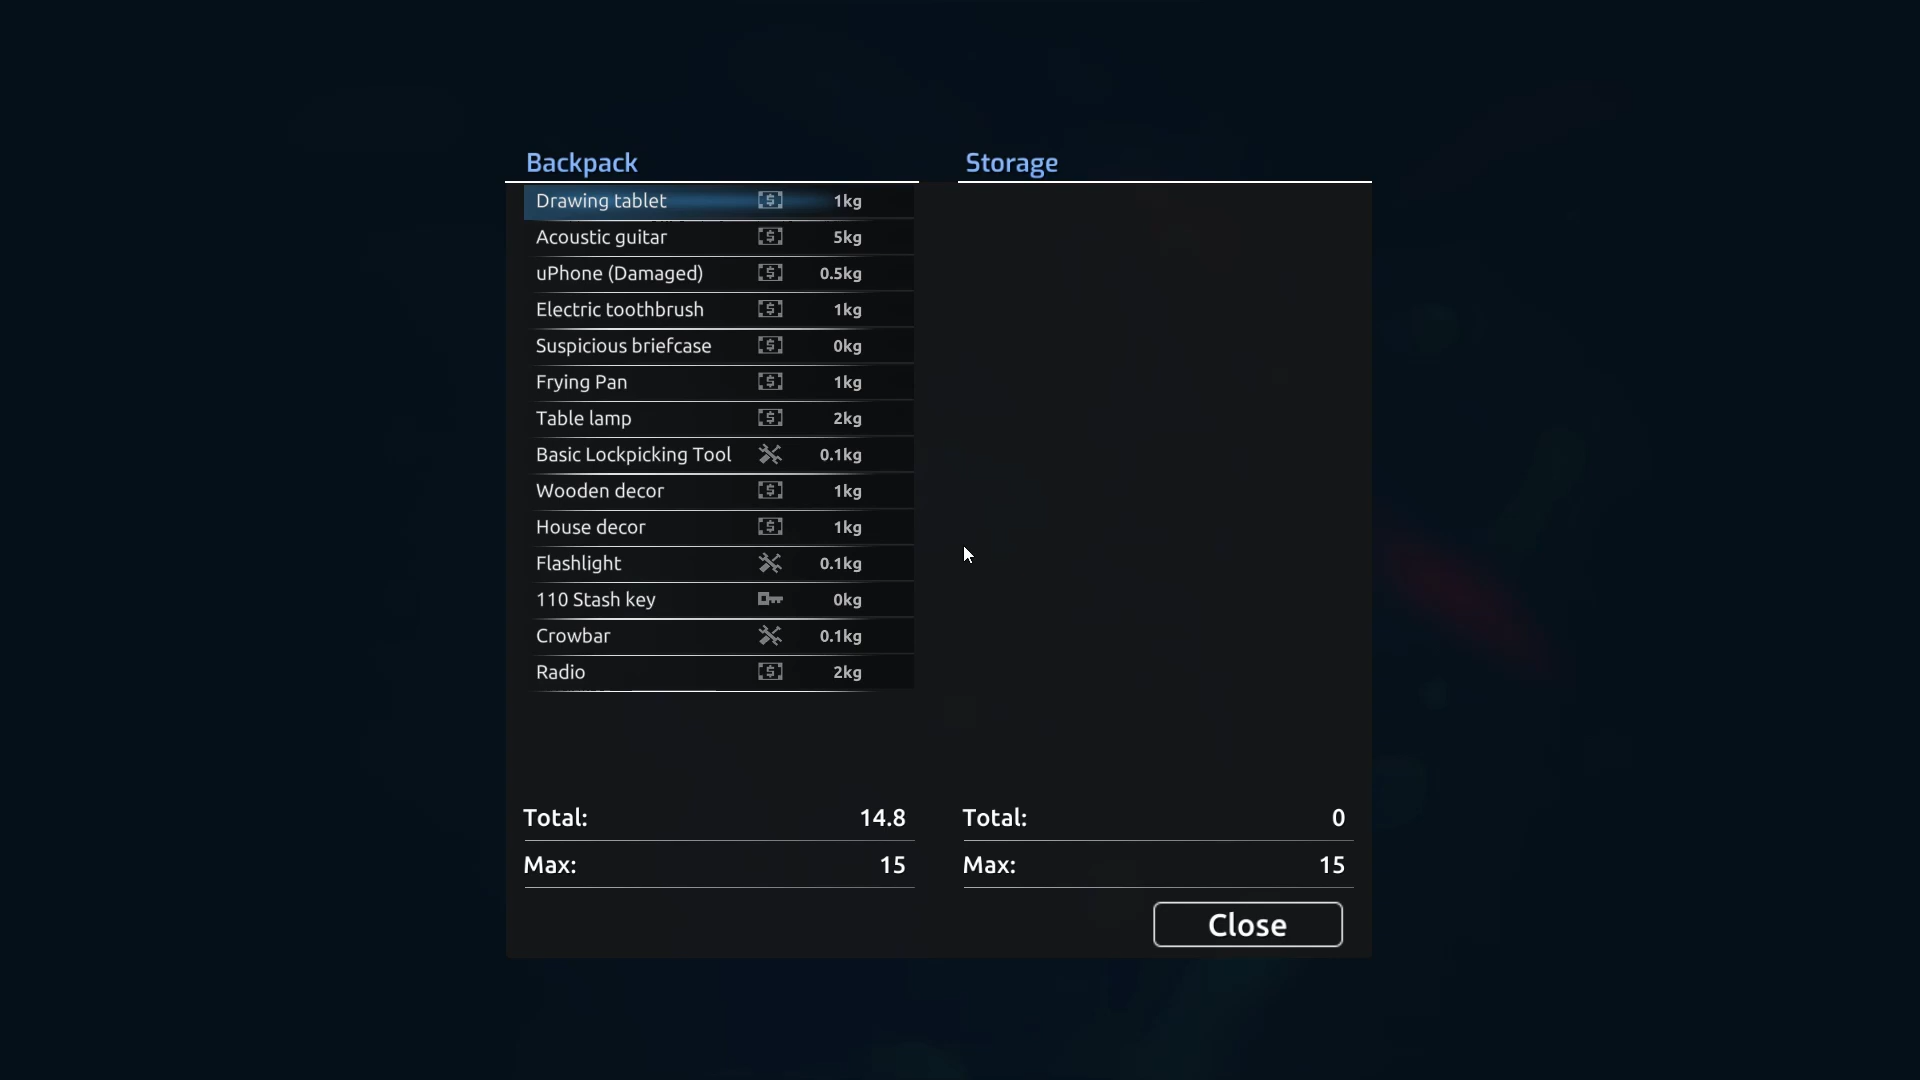 Backpack
Drawing tablet 1kg
Acoustic guitar 5kg
uPhone (Damaged) 0.5kg
Electric toothbrush 1kg
Suspicious briefcase 0kg
Frying Pan 1kg
Table lamp 2kg
Basic Lockpicking Tool 0.1kg
Wooden decor 1kg
House decor 1kg
Flashlight 0.1kg
110 Stash key 0kg
Crowbar 0.1kg
Radio 2kg
Total: 14.8
Max: 15
Storage
Total: 0
Max: 15
Close